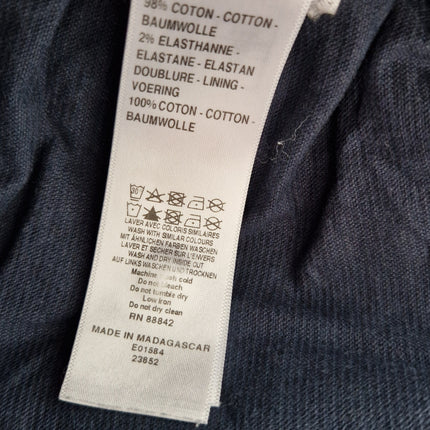 98% COTON - COTTON -
BAUMWOLLE
2% ELASTHANNE -
ELASTANE - ELASTAN
DOUBLURE - LINING -
VOERING
100% COTON - COTTON -
BAUMWOLLE
LAVER AVEC COLORIS SIMILAIRES
WASH WITH SIMILAR COLOURS
MIT ÄHNLICHEN FARBEN WASCHEN
LAVER ET SECHER SUR L'ENVERS
WASH AND DRY INSIDE OUT
AUF LINKS WASCHEN UND TROCKNEN
Machine wash cold
Do not bleach
Do not tumble dry
Low iron
Do not dry clean
RN 88842
MADE IN MADAGASCAR
E01584
23852